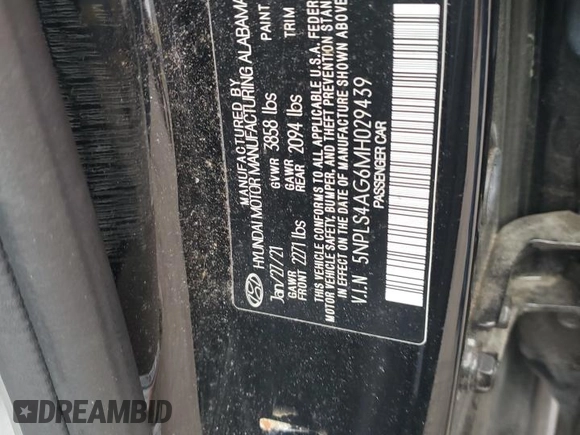 MANUFACTURED BY
HYUNDAI MOTOR MANUFACTURING ALABAMA
Jan/27/21 GVWR 3858 lbs PAINT
GAWR FRONT 2271 lbs GAWR REAR 2094 lbs TRIM
THIS VEHICLE CONFORMS TO ALL APPLICABLE U.S.A. FEDER
MOTOR VEHICLE SAFETY, BUMPER, AND THEFT PREVENTION STAN
IN EFFECT ON THE DATE OF MANUFACTURE SHOWN ABOVE
V.I.N 5NPLS4AG6MH029439
PASSENGER CAR
DREAMBID